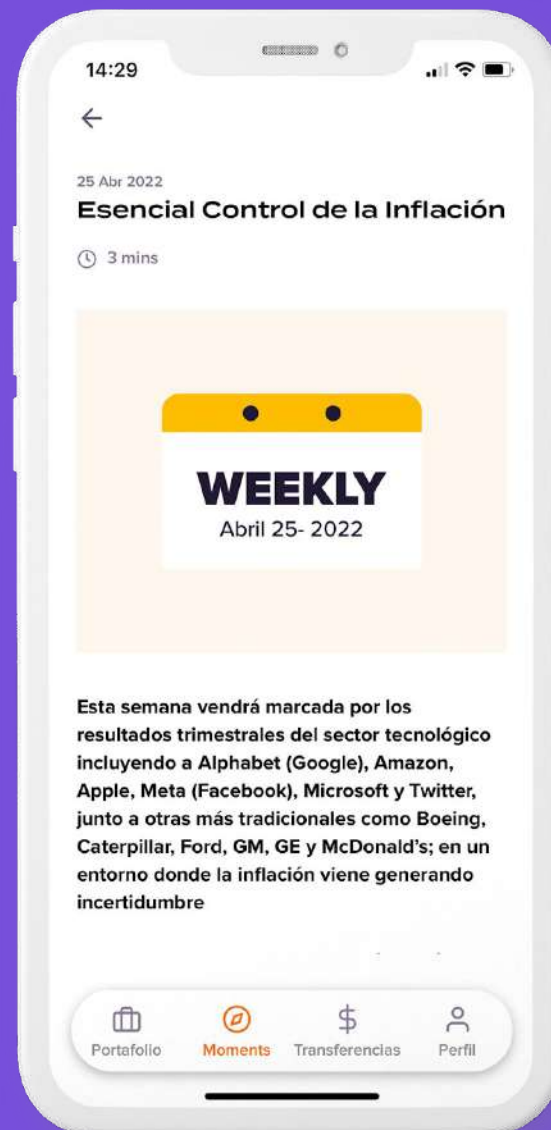 14:29
25 Abr 2022
Esencial Control de la Inflación
3 mins
WEEKLY
Abril 25- 2022
Esta semana vendrá marcada por los
resultados trimestrales del sector tecnológico
incluyendo a Alphabet (Google), Amazon,
Apple, Meta (Facebook), Microsoft y Twitter,
junto a otras más tradicionales como Boeing,
Caterpillar, Ford, GM, GE y McDonald's; en un
entorno donde la inflación viene generando
incertidumbre
Portafolio
Moments
Transferencias
Perfil